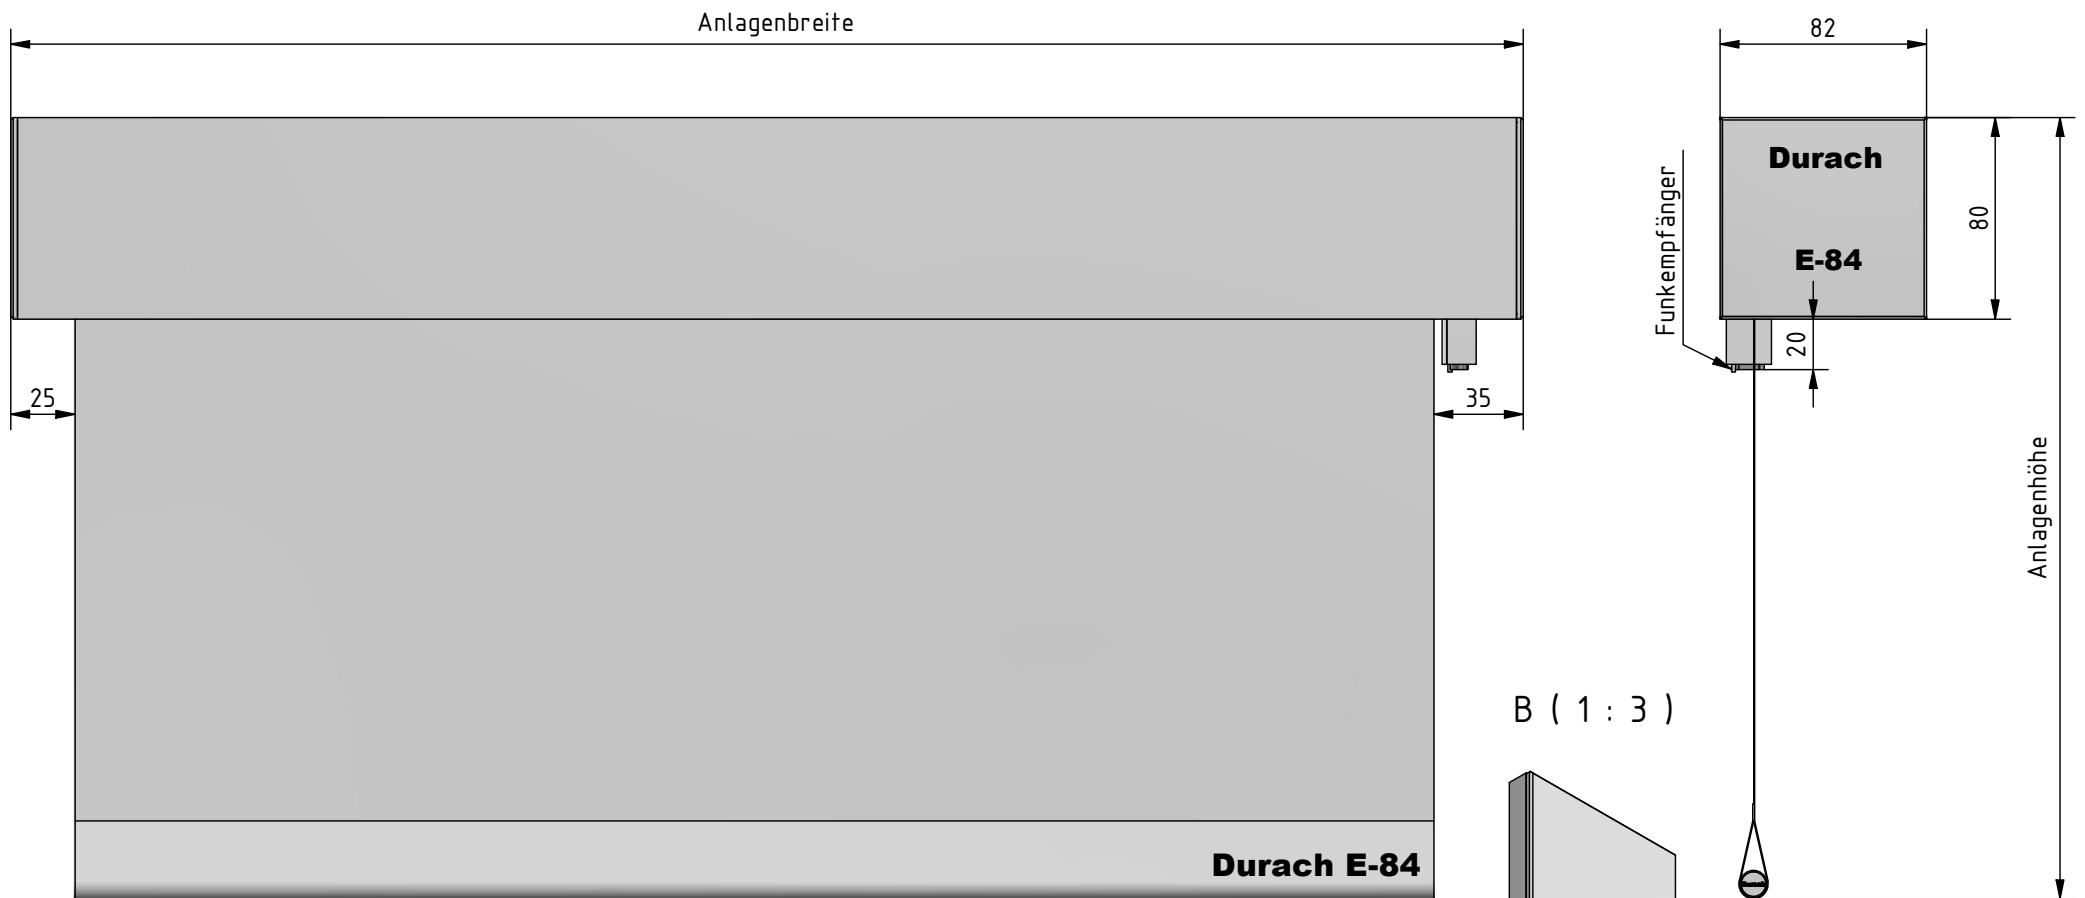 Anlagenbreite
82
Durach
E-84
80
Funkempfänger
20
25
35
Anlagenhöhe
B ( 1 : 3 )
Durach E-84